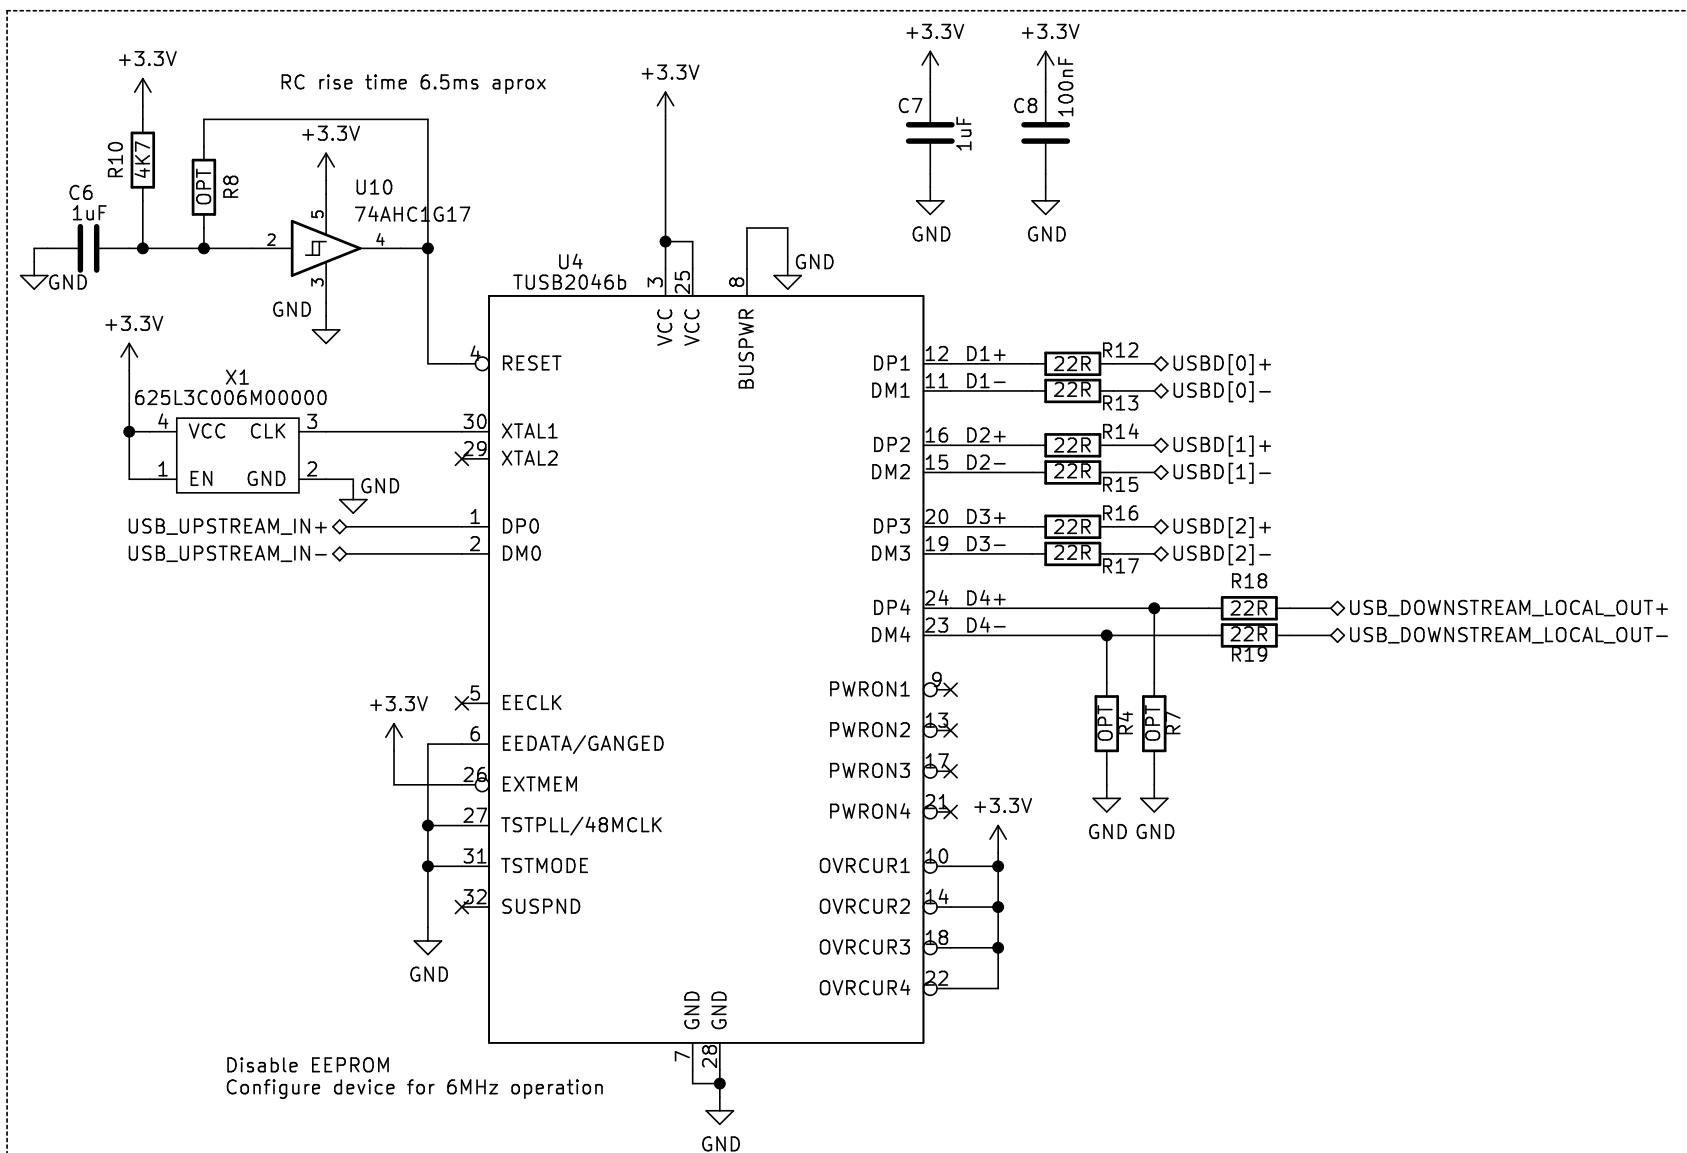 +3.3V
+3.3V
+3.3V
RC rise time 6.5ms aprox
+3.3V
C7
1uF
C8
100nF
R10
4K7
+3.3V
OPT
R8
C6
1uF
U10
74AHC1G17
5
2
4
3
GND
GND
GND
GND
GND
U4
TUSB2046b
3
25
8
VCC
VCC
BUSPWR
+3.3V
4
RESET
X1
625L3C006M00000
4
VCC
CLK
3
1
EN
GND
2
GND
30
XTAL1
29
XTAL2
USB_UPSTREAM_IN+
1
DP0
USB_UPSTREAM_IN-
2
DM0
DP1
12
D1+
22R
R12
USBD[0]+
DM1
11
D1-
22R
R13
USBD[0]-
DP2
16
D2+
22R
R14
USBD[1]+
DM2
15
D2-
22R
R15
USBD[1]-
DP3
20
D3+
22R
R16
USBD[2]+
DM3
19
D3-
22R
R17
USBD[2]-
R18
DP4
24
D4+
22R
USB_DOWNSTREAM_LOCAL_OUT+
DM4
23
D4-
22R
USB_DOWNSTREAM_LOCAL_OUT-
R19
+3.3V
5
EECLK
6
EEDATA/GANGED
26
EXTMEM
27
TSTPLL/48MCLK
31
TSTMODE
32
SUSPND
GND
PWRON1
9
PWRON2
13
PWRON3
17
PWRON4
21
OPT
R4
OPT
R7
GND
GND
+3.3V
OVRCUR1
10
OVRCUR2
14
OVRCUR3
18
OVRCUR4
22
GND
GND
7
28
GND
Disable EEPROM
Configure device for 6MHz operation